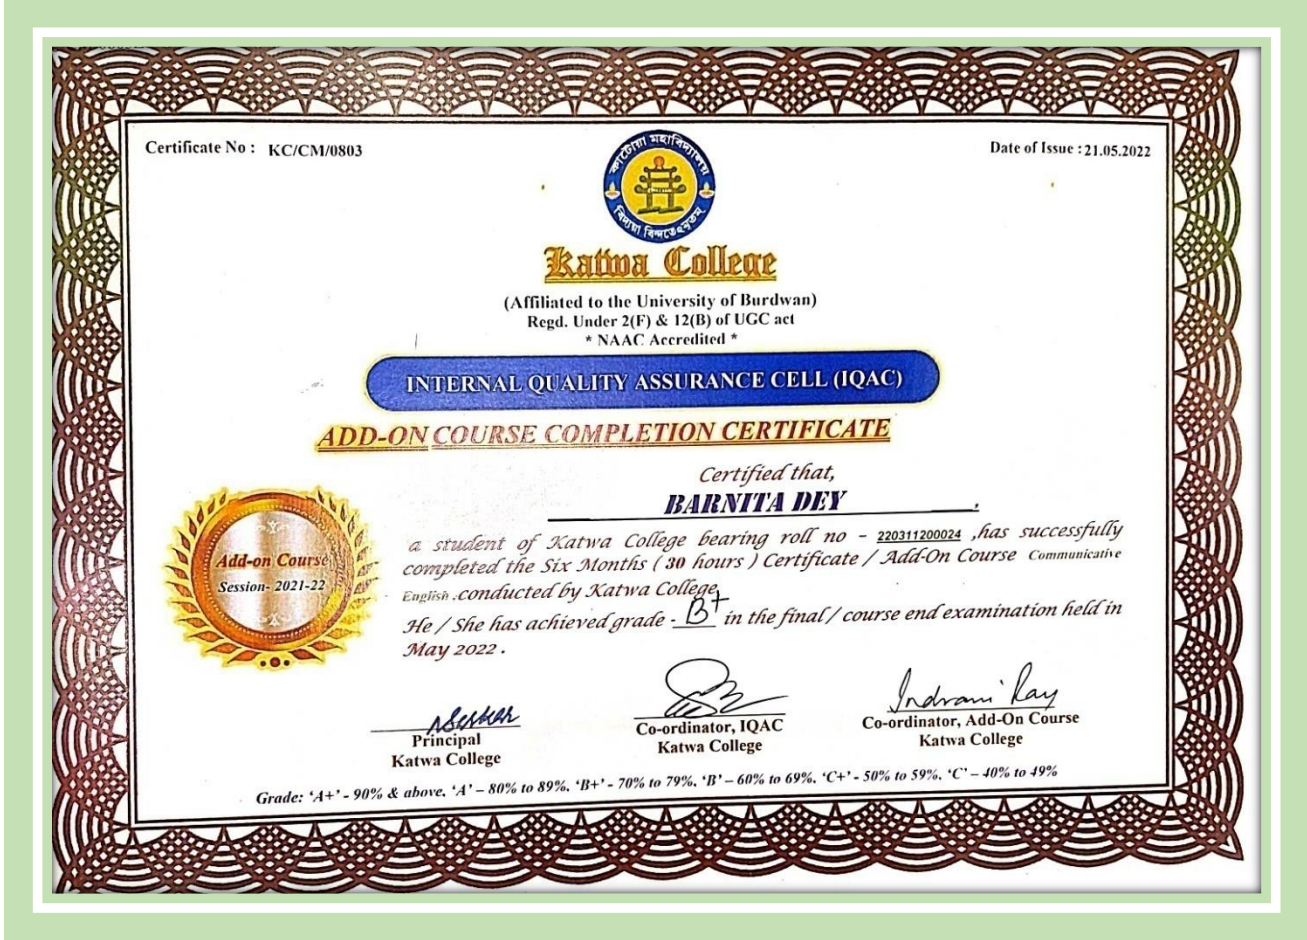 Certificate No : KC/CM/0803
Date of Issue : 21.05.2022
কাটোয়া মহাবিদ্যালয়
বিদ্যয়া বিন্দতেঽমৃতম্
Katwa College
(Affiliated to the University of Burdwan)
Regd. Under 2(F) & 12(B) of UGC act
* NAAC Accredited *
INTERNAL QUALITY ASSURANCE CELL (IQAC)
ADD-ON COURSE COMPLETION CERTIFICATE
Certified that,
BARNITA DEY .
a student of Katwa College bearing roll no - 220311200024 ,has successfully
completed the Six Months ( 30 hours ) Certificate / Add-On Course Communicative
English .conducted by Katwa College.
He / She has achieved grade - B+ in the final / course end examination held in
May 2022 .
Add-on Course
Session- 2021-22
Principal
Katwa College
Co-ordinator, IQAC
Katwa College
Indrani Ray
Co-ordinator, Add-On Course
Katwa College
Grade: ‘A+’ - 90% & above, ‘A’ – 80% to 89%, ‘B+’ - 70% to 79%, ‘B’ – 60% to 69%, ‘C+’ - 50% to 59%, ‘C’ – 40% to 49%